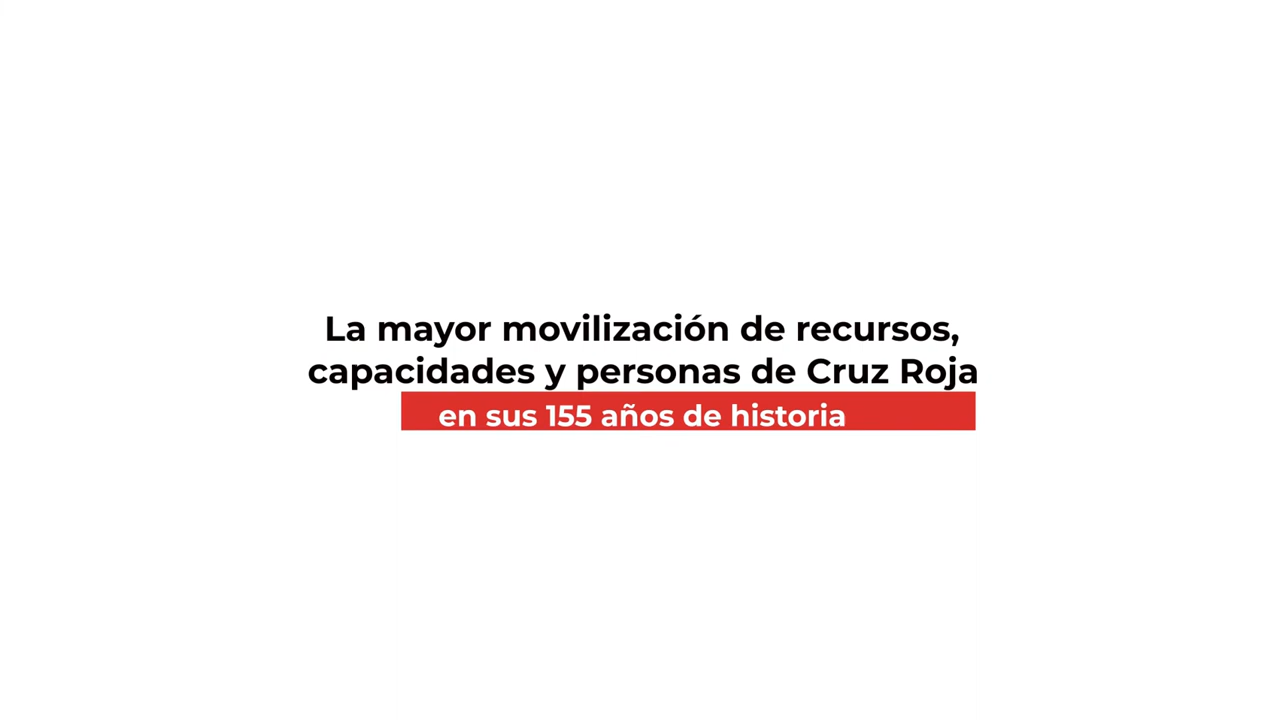 La mayor movilización de recursos,
capacidades y personas de Cruz Roja
en sus 155 años de historia